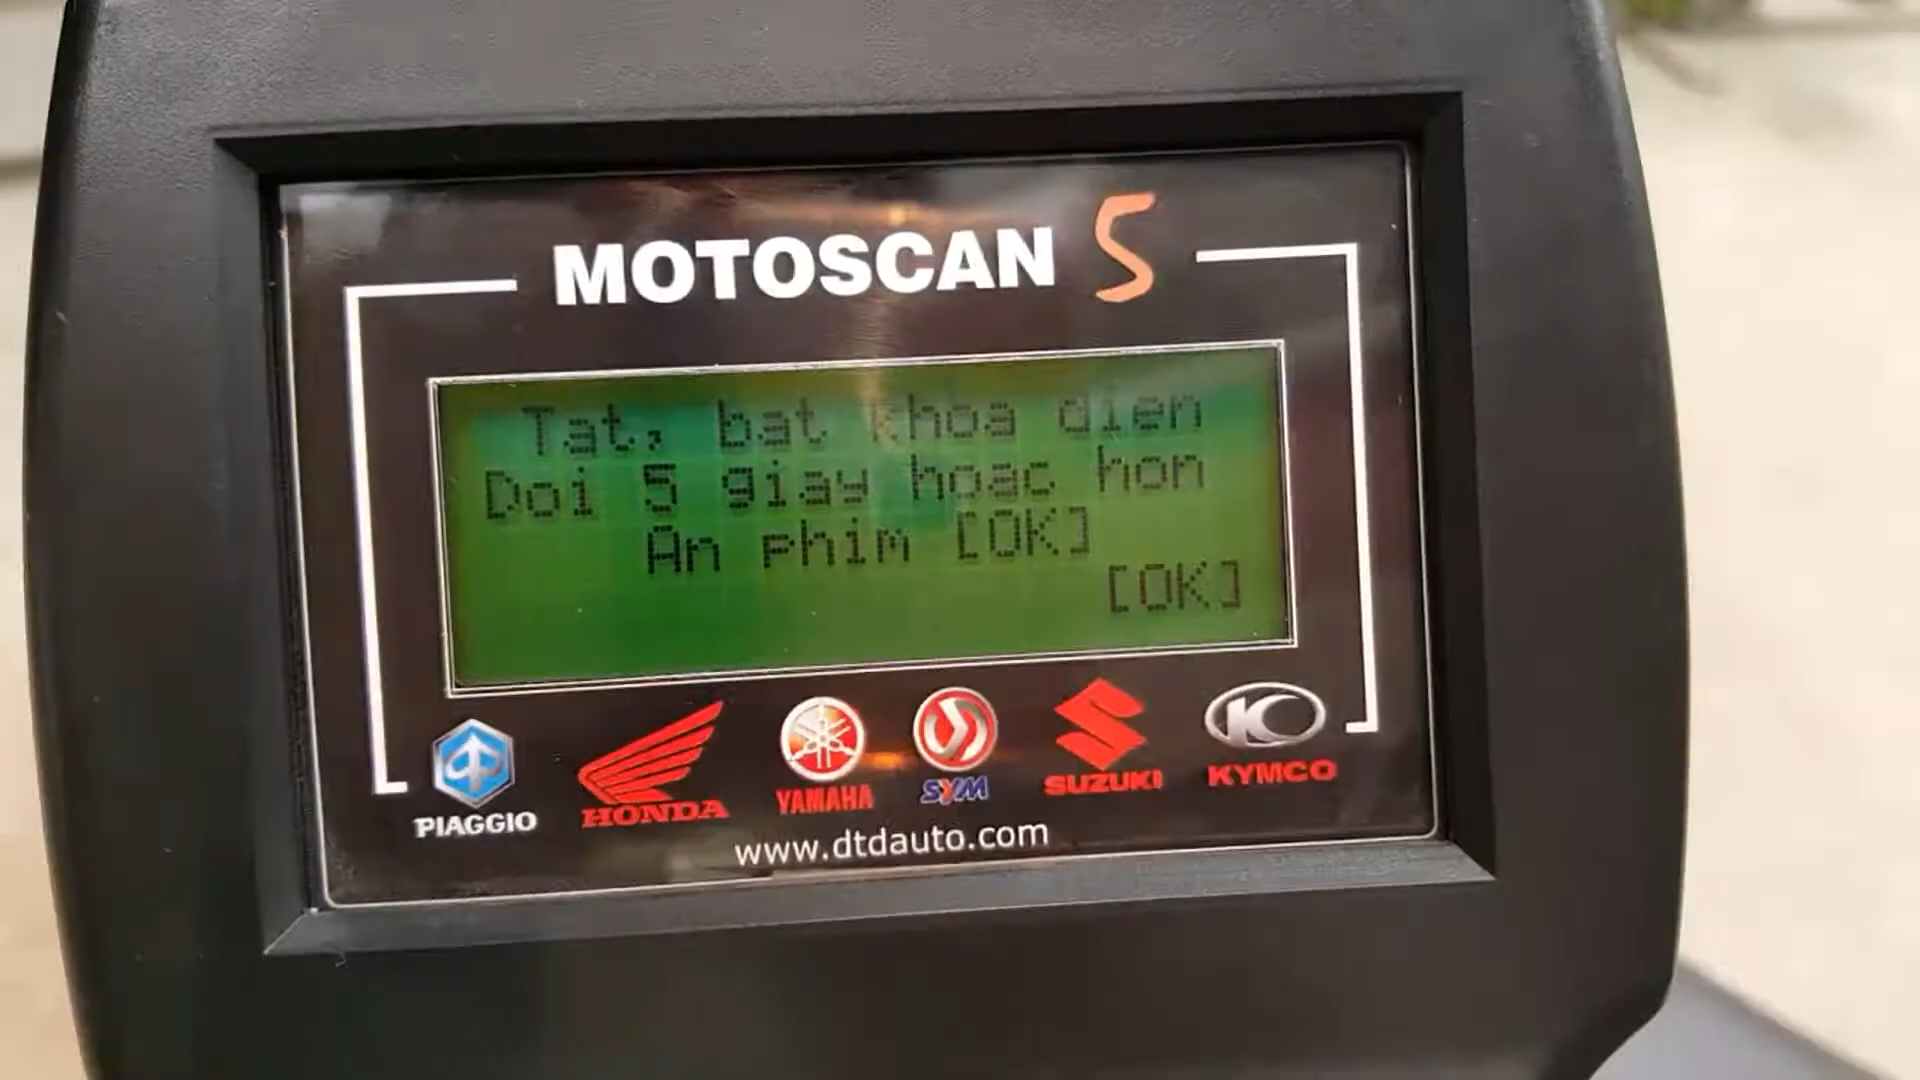 MOTOSCAN 5
Tat, bat khoa dien
Doi 5 giay hoac hon
An phim [OK]
[OK]
PIAGGIO
HONDA
YAMAHA
SYM
SUZUKI
KYMCO
www.dtdauto.com